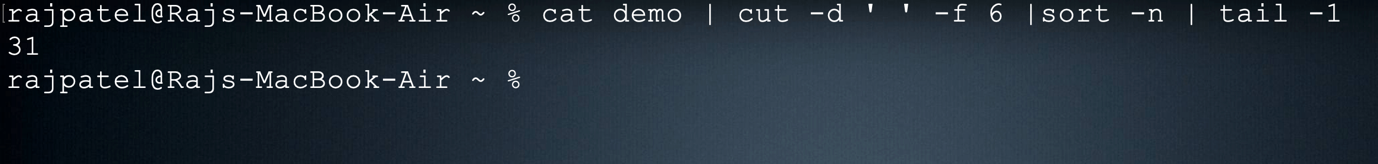 [rajpatel@Rajs-MacBook-Air ~ % cat demo | cut -d ' ' -f 6 |sort -n | tail -1
31
rajpatel@Rajs-MacBook-Air ~ %